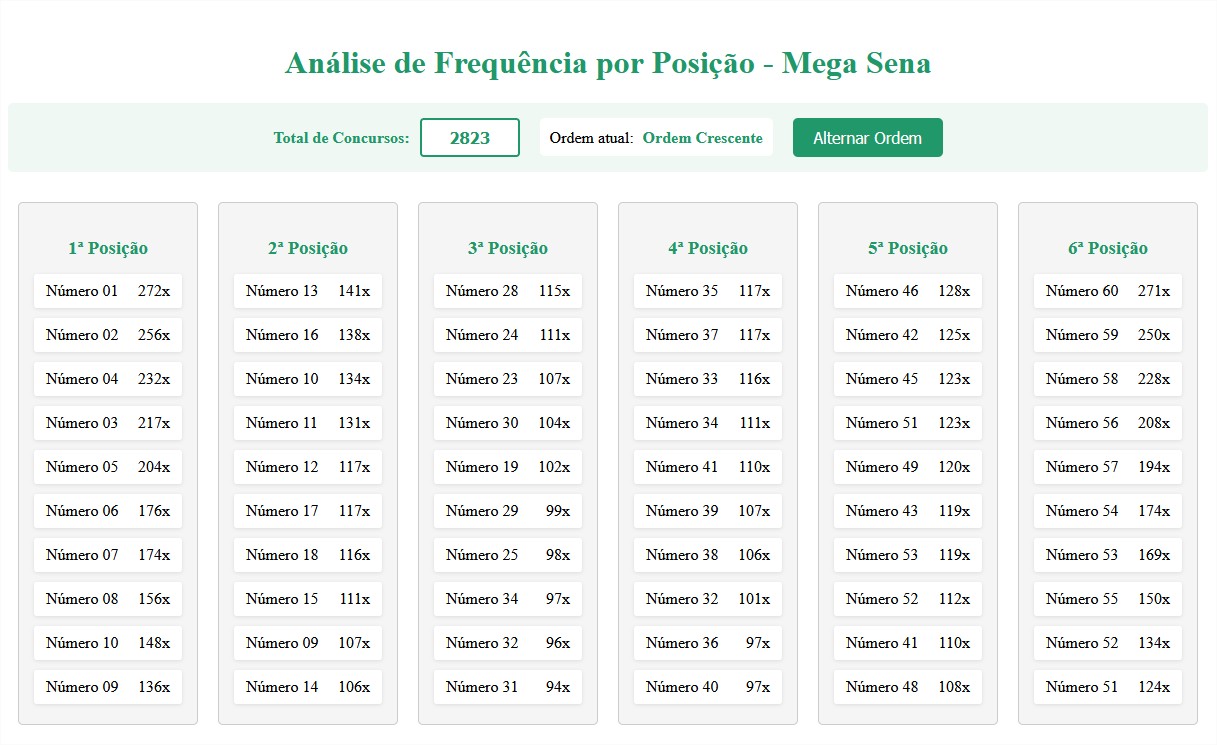 Análise de Frequência por Posição - Mega Sena
Total de Concursos: 2823 Ordem atual: Ordem Crescente Alternar Ordem
1ª Posição 2ª Posição 3ª Posição 4ª Posição 5ª Posição 6ª Posição
Número 01 272x Número 13 141x Número 28 115x Número 35 117x Número 46 128x Número 60 271x
Número 02 256x Número 16 138x Número 24 111x Número 37 117x Número 42 125x Número 59 250x
Número 04 232x Número 10 134x Número 23 107x Número 33 116x Número 45 123x Número 58 228x
Número 03 217x Número 11 131x Número 30 104x Número 34 111x Número 51 123x Número 56 208x
Número 05 204x Número 12 117x Número 19 102x Número 41 110x Número 49 120x Número 57 194x
Número 06 176x Número 17 117x Número 29 99x Número 39 107x Número 43 119x Número 54 174x
Número 07 174x Número 18 116x Número 25 98x Número 38 106x Número 53 119x Número 53 169x
Número 08 156x Número 15 111x Número 34 97x Número 32 101x Número 52 112x Número 55 150x
Número 10 148x Número 09 107x Número 32 96x Número 36 97x Número 41 110x Número 52 134x
Número 09 136x Número 14 106x Número 31 94x Número 40 97x Número 48 108x Número 51 124x